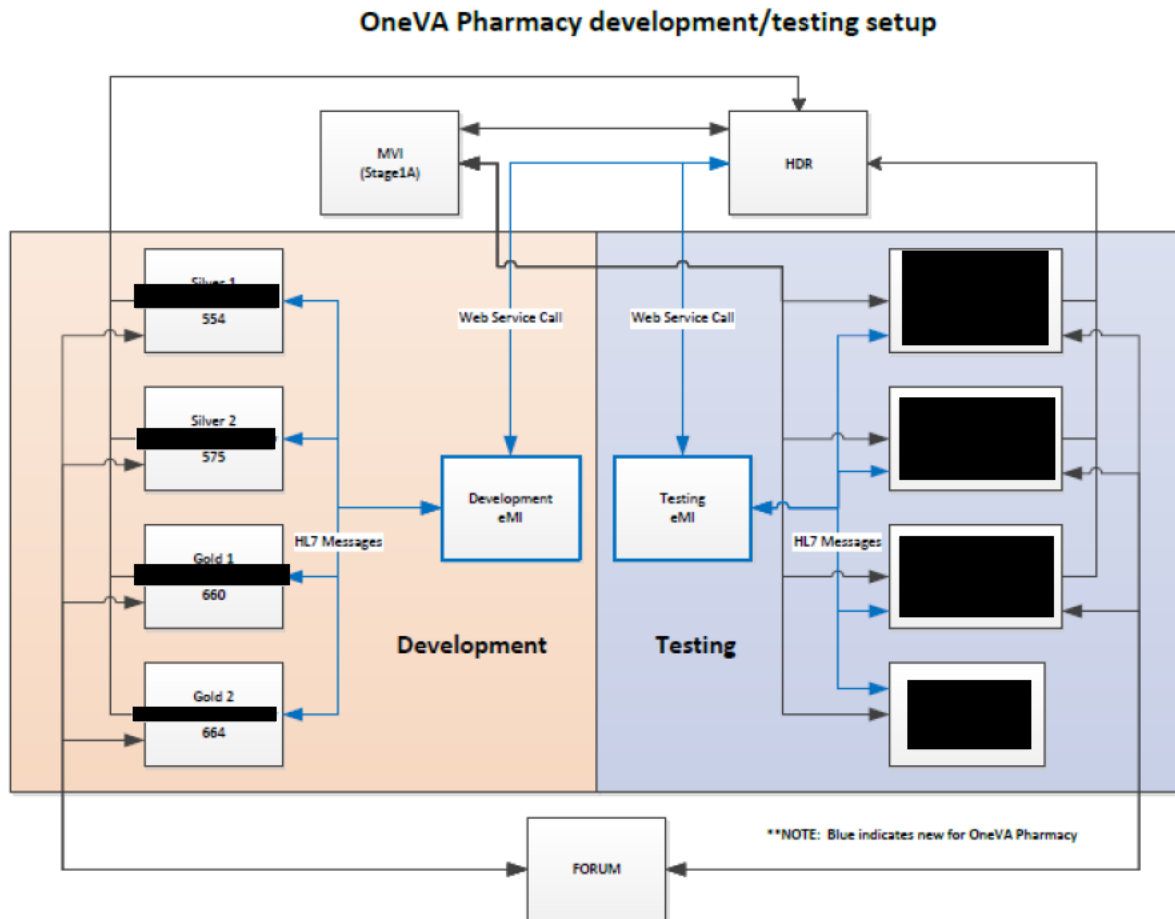 OneVA Pharmacy development/testing setup
MVI
(Stage1A)
HDR
Silver 1
554
Web Service Call
Web Service Call
Silver 2
575
Development
eMI
Testing
eMI
HL7 Messages
HL7 Messages
Gold 1
660
Development
Testing
Gold 2
664
**NOTE: Blue indicates new for OneVA Pharmacy
FORUM